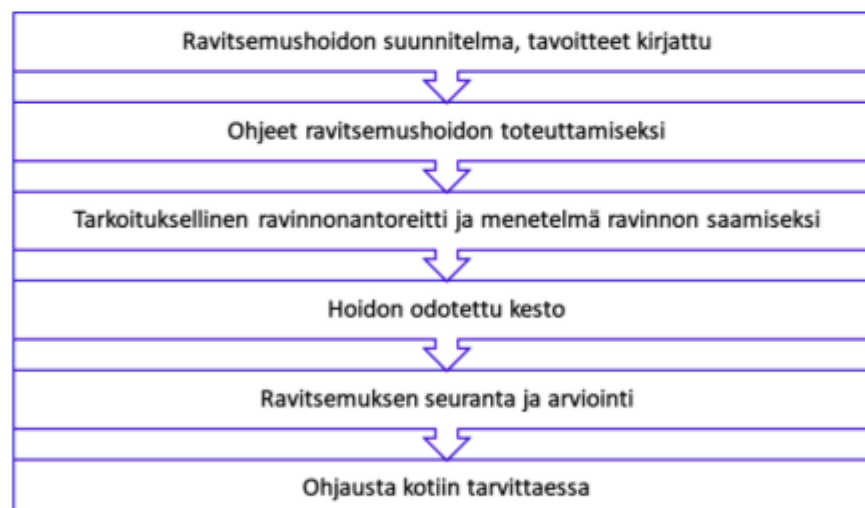 Ravitsemushoidon suunnitelma, tavoitteet kirjattu
Ohjeet ravitsemushoidon toteuttamiseksi
Tarkoituksellinen ravinnonantoreitti ja menetelmä ravinnon saamiseksi
Hoidon odotettu kesto
Ravitsemuksen seuranta ja arviointi
Ohjausta kotiin tarvittaessa